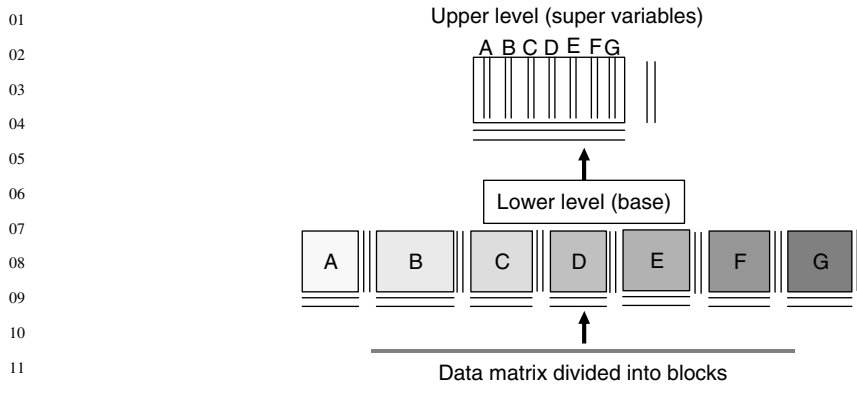 01
Upper level (super variables)
02
A B C D E F G
03
04
05
06
Lower level (base)
07
08
A B C D E F G
09
10
11
Data matrix divided into blocks